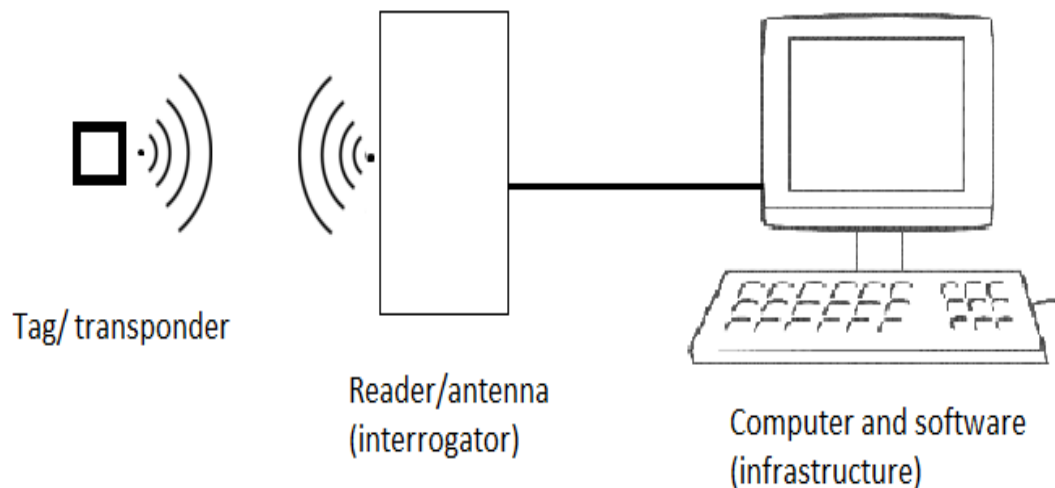 Tag/ transponder
Reader/antenna
(interrogator)
Computer and software
(infrastructure)